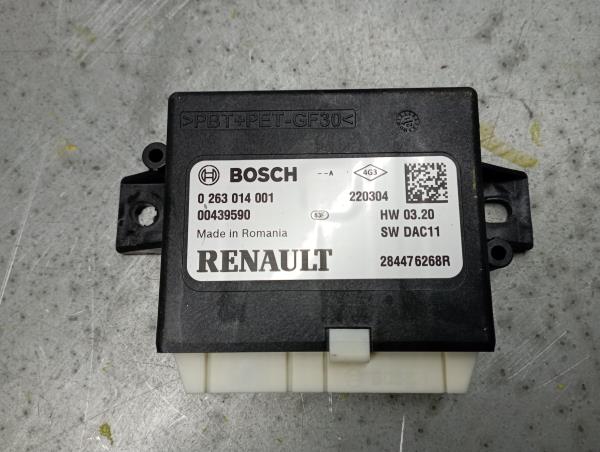 >PBT+PET-GF30<
BOSCH --A 4G3
0 263 014 001 220304
00439590 HW 03.20
Made in Romania SW DAC11
RENAULT 284476268R